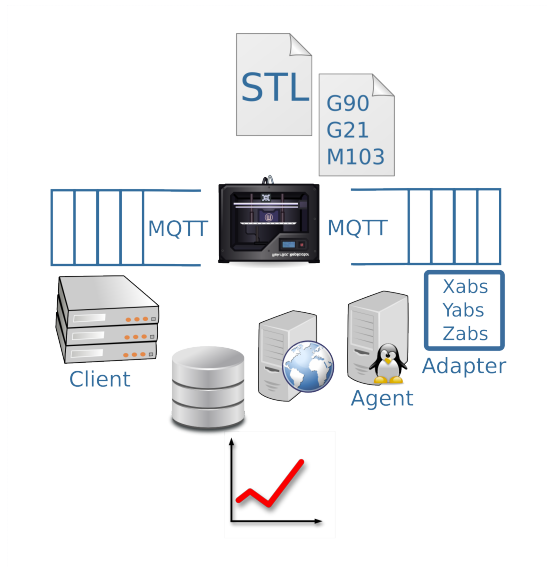 STL
G90
G21
M103
MQTT
MQTT
Xabs
Yabs
Zabs
Client
Adapter
Agent